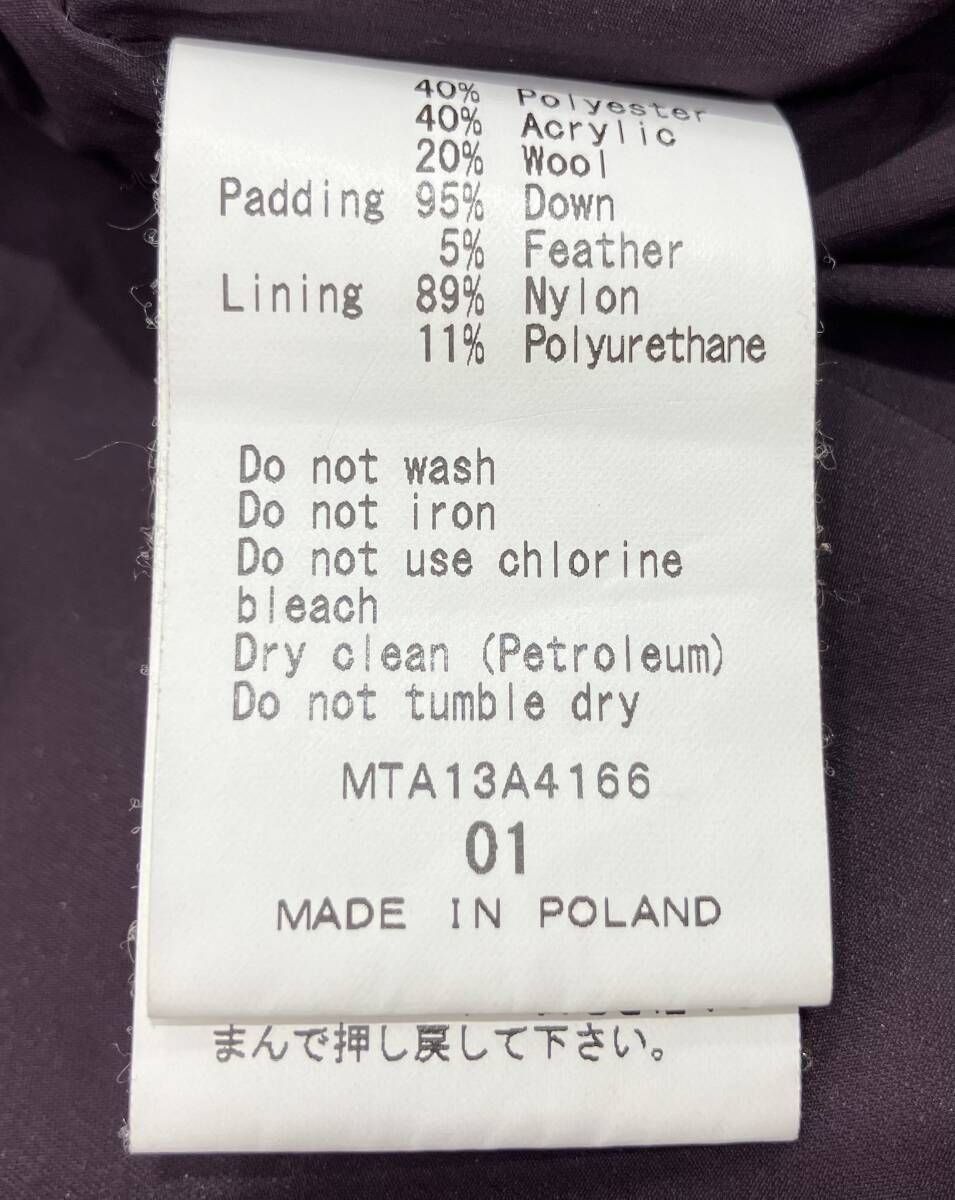 40% Polyester
40% Acrylic
20% Wool
Padding 95% Down
5% Feather
Lining 89% Nylon
11% Polyurethane
Do not wash
Do not iron
Do not use chlorine
bleach
Dry clean (Petroleum)
Do not tumble dry
MTA13A4166
01
MADE IN POLAND
まんで押し戻して下さい。